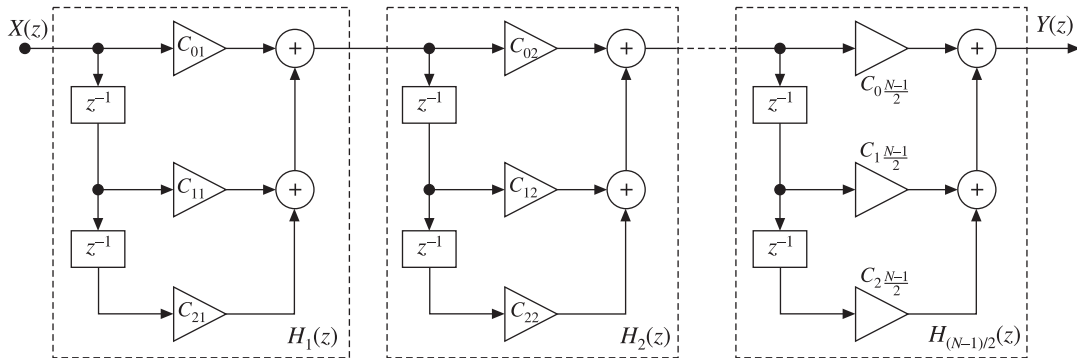 X(z) Y(z)
C₀₁ + C₀₂ + C₀ (N–1)/2 +
z⁻¹ z⁻¹ z⁻¹
C₁₁ + C₁₂ + C₁ (N–1)/2 +
z⁻¹ z⁻¹ z⁻¹
C₂₁ C₂₂ C₂ (N–1)/2
H₁(z) H₂(z) H₍N–1₎/₂(z)